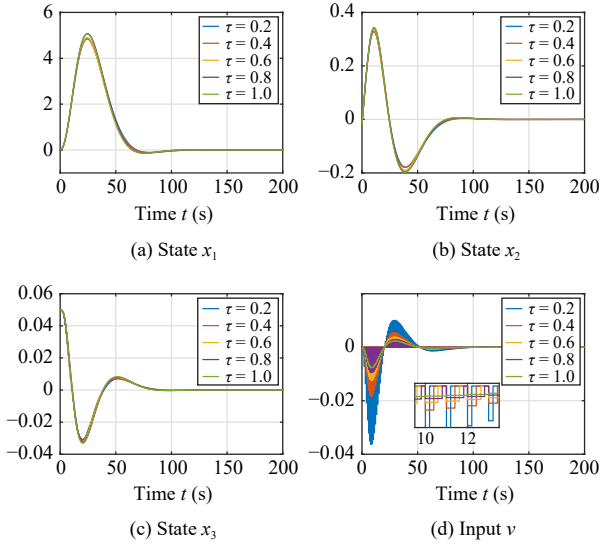 6
4
2
0
0
50
100
150
200
τ = 0.2
τ = 0.4
τ = 0.6
τ = 0.8
τ = 1.0
Time t (s)
(a) State x₁
0.4
0.2
0
−0.2
0
50
100
150
200
τ = 0.2
τ = 0.4
τ = 0.6
τ = 0.8
τ = 1.0
Time t (s)
(b) State x₂
0.06
0.04
0.02
0
−0.02
−0.04
0
50
100
150
200
τ = 0.2
τ = 0.4
τ = 0.6
τ = 0.8
τ = 1.0
Time t (s)
(c) State x₃
0.02
0
−0.02
−0.04
0
50
100
150
200
τ = 0.2
τ = 0.4
τ = 0.6
τ = 0.8
τ = 1.0
10
12
Time t (s)
(d) Input v